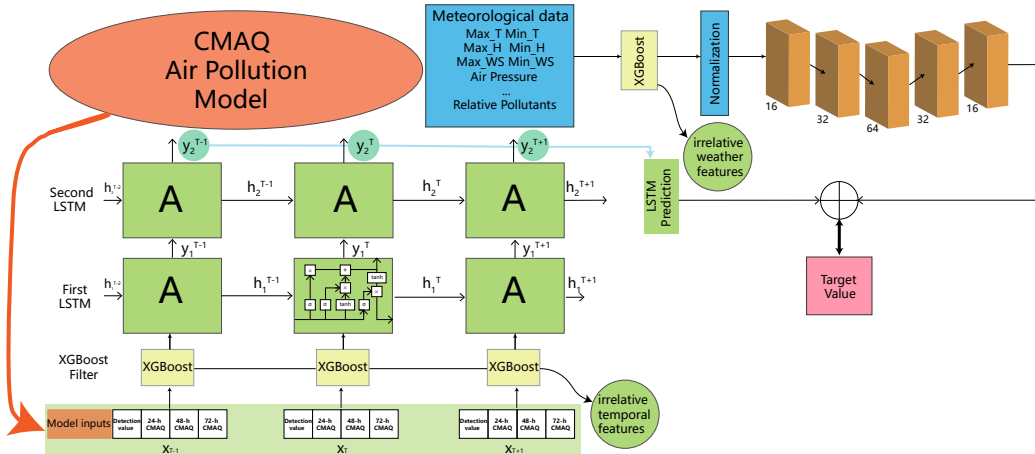 CMAQ
Air Pollution
Model
Meteorological data
Max_T Min_T
Max_H Min_H
Max_WS Min_WS
Air Pressure
...
Relative Pollutants
XGBoost
Normalization
16
32
64
32
16
irrelative
weather
features
y₂ᵀ⁻¹
y₂ᵀ
y₂ᵀ⁺¹
Second
LSTM
h₂ᵀ⁻²
A
h₂ᵀ⁻¹
A
h₂ᵀ
A
h₂ᵀ⁺¹
LSTM
Prediction
y₁ᵀ⁻¹
y₁ᵀ
y₁ᵀ⁺¹
First
LSTM
h₁ᵀ⁻²
A
h₁ᵀ⁻¹
× + tanh
× ×
σ σ tanh σ
h₁ᵀ
A
h₁ᵀ⁺¹
Target
Value
XGBoost
Filter
XGBoost
XGBoost
XGBoost
irrelative
temporal
features
Model inputs
Detection
value
24-h
CMAQ
48-h
CMAQ
72-h
CMAQ
Detection
value
24-h
CMAQ
48-h
CMAQ
72-h
CMAQ
Detection
value
24-h
CMAQ
48-h
CMAQ
72-h
CMAQ
X_T-1
X_T
X_T+1